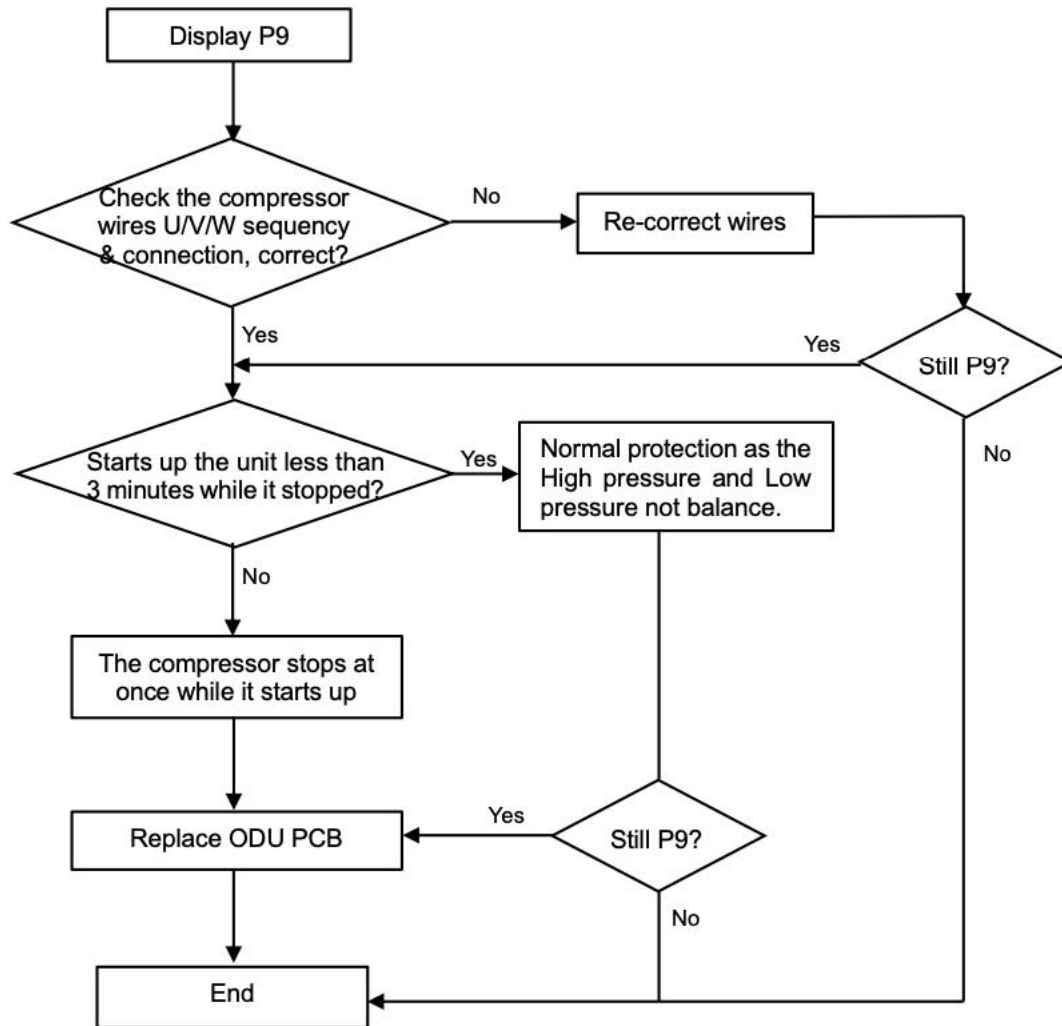 Display P9
Check the compressor
wires U/V/W sequency
& connection, correct?
No
Re-correct wires
Yes
Yes
Still P9?
No
Starts up the unit less than
3 minutes while it stopped?
Yes
Normal protection as the
High pressure and Low
pressure not balance.
No
The compressor stops at
once while it starts up
Replace ODU PCB
Yes
Still P9?
No
End